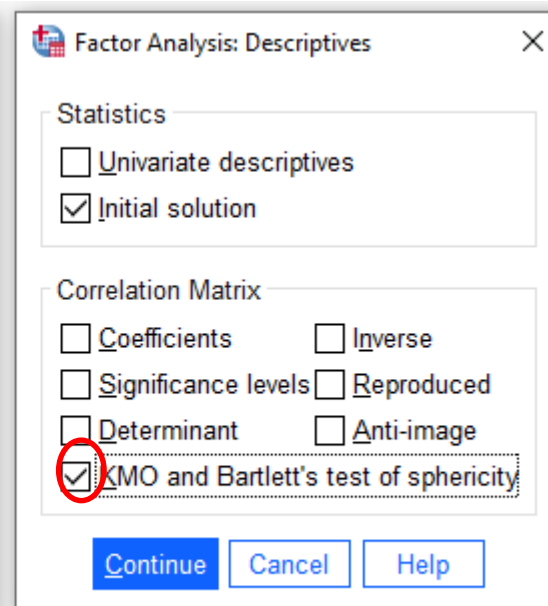 Factor Analysis: Descriptives
Statistics
Univariate descriptives
Initial solution
Correlation Matrix
Coefficients Inverse
Significance levels Reproduced
Determinant Anti-image
KMO and Bartlett's test of sphericity
Continue Cancel Help